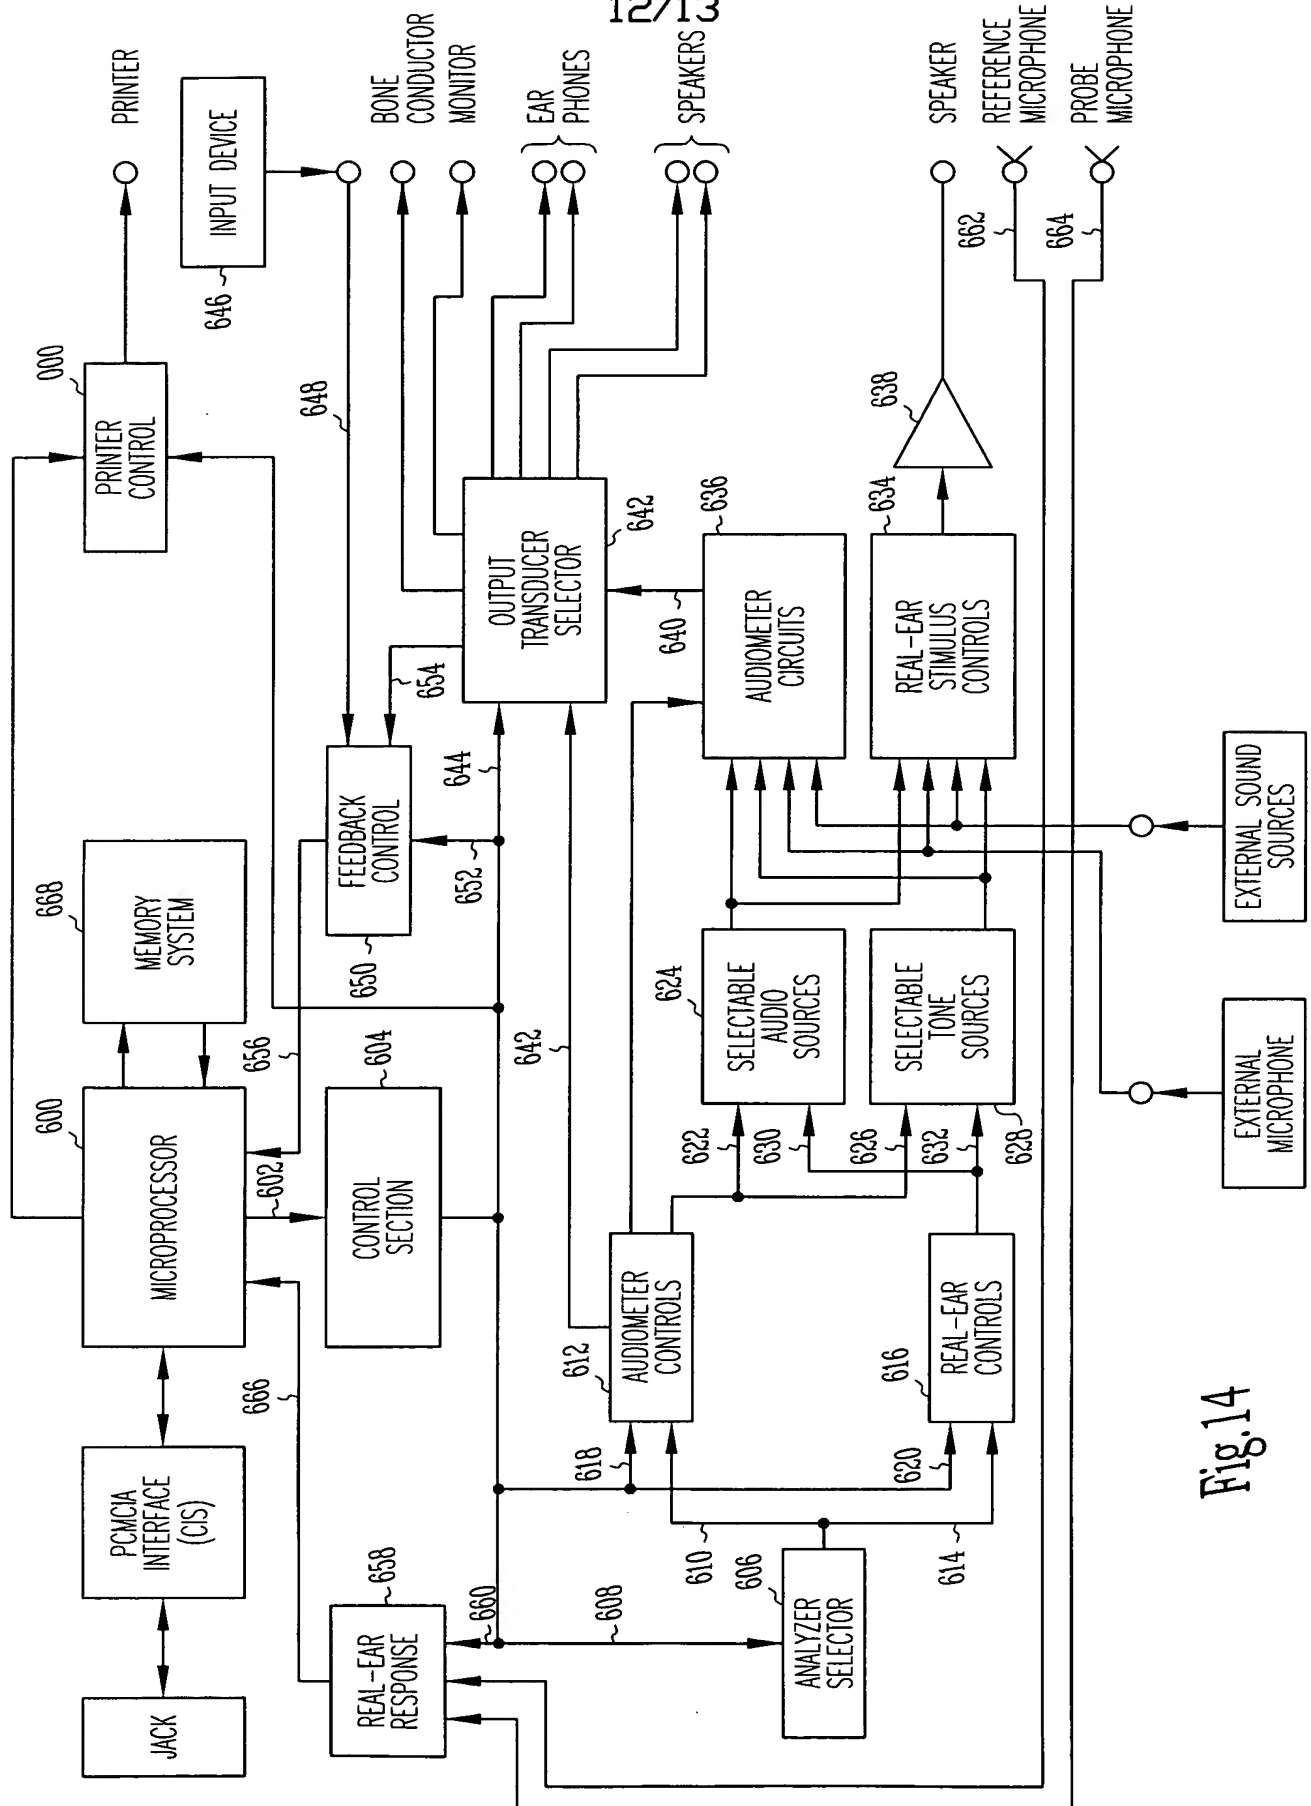 12/13
JACK
PCMCIA
INTERFACE
(CIS)
MICROPROCESSOR
600
MEMORY
SYSTEM
668
PRINTER
CONTROL
000
PRINTER
INPUT DEVICE
646
648
REAL-EAR
RESPONSE
658
666
602
656
CONTROL
SECTION
604
FEEDBACK
CONTROL
650
652
654
644
BONE
CONDUCTOR
MONITOR
EAR
PHONES
SPEAKERS
660
608
642
OUTPUT
TRANSDUCER
SELECTOR
642
640
618
AUDIOMETER
CONTROLS
612
622
630
SELECTABLE
AUDIO
SOURCES
624
AUDIOMETER
CIRCUITS
636
610
ANALYZER
SELECTOR
606
614
620
REAL-EAR
CONTROLS
616
626
632
628
SELECTABLE
TONE
SOURCES
REAL-EAR
STIMULUS
CONTROLS
634
638
SPEAKER
662
REFERENCE
MICROPHONE
664
PROBE
MICROPHONE
EXTERNAL
MICROPHONE
EXTERNAL SOUND
SOURCES
Fig.14